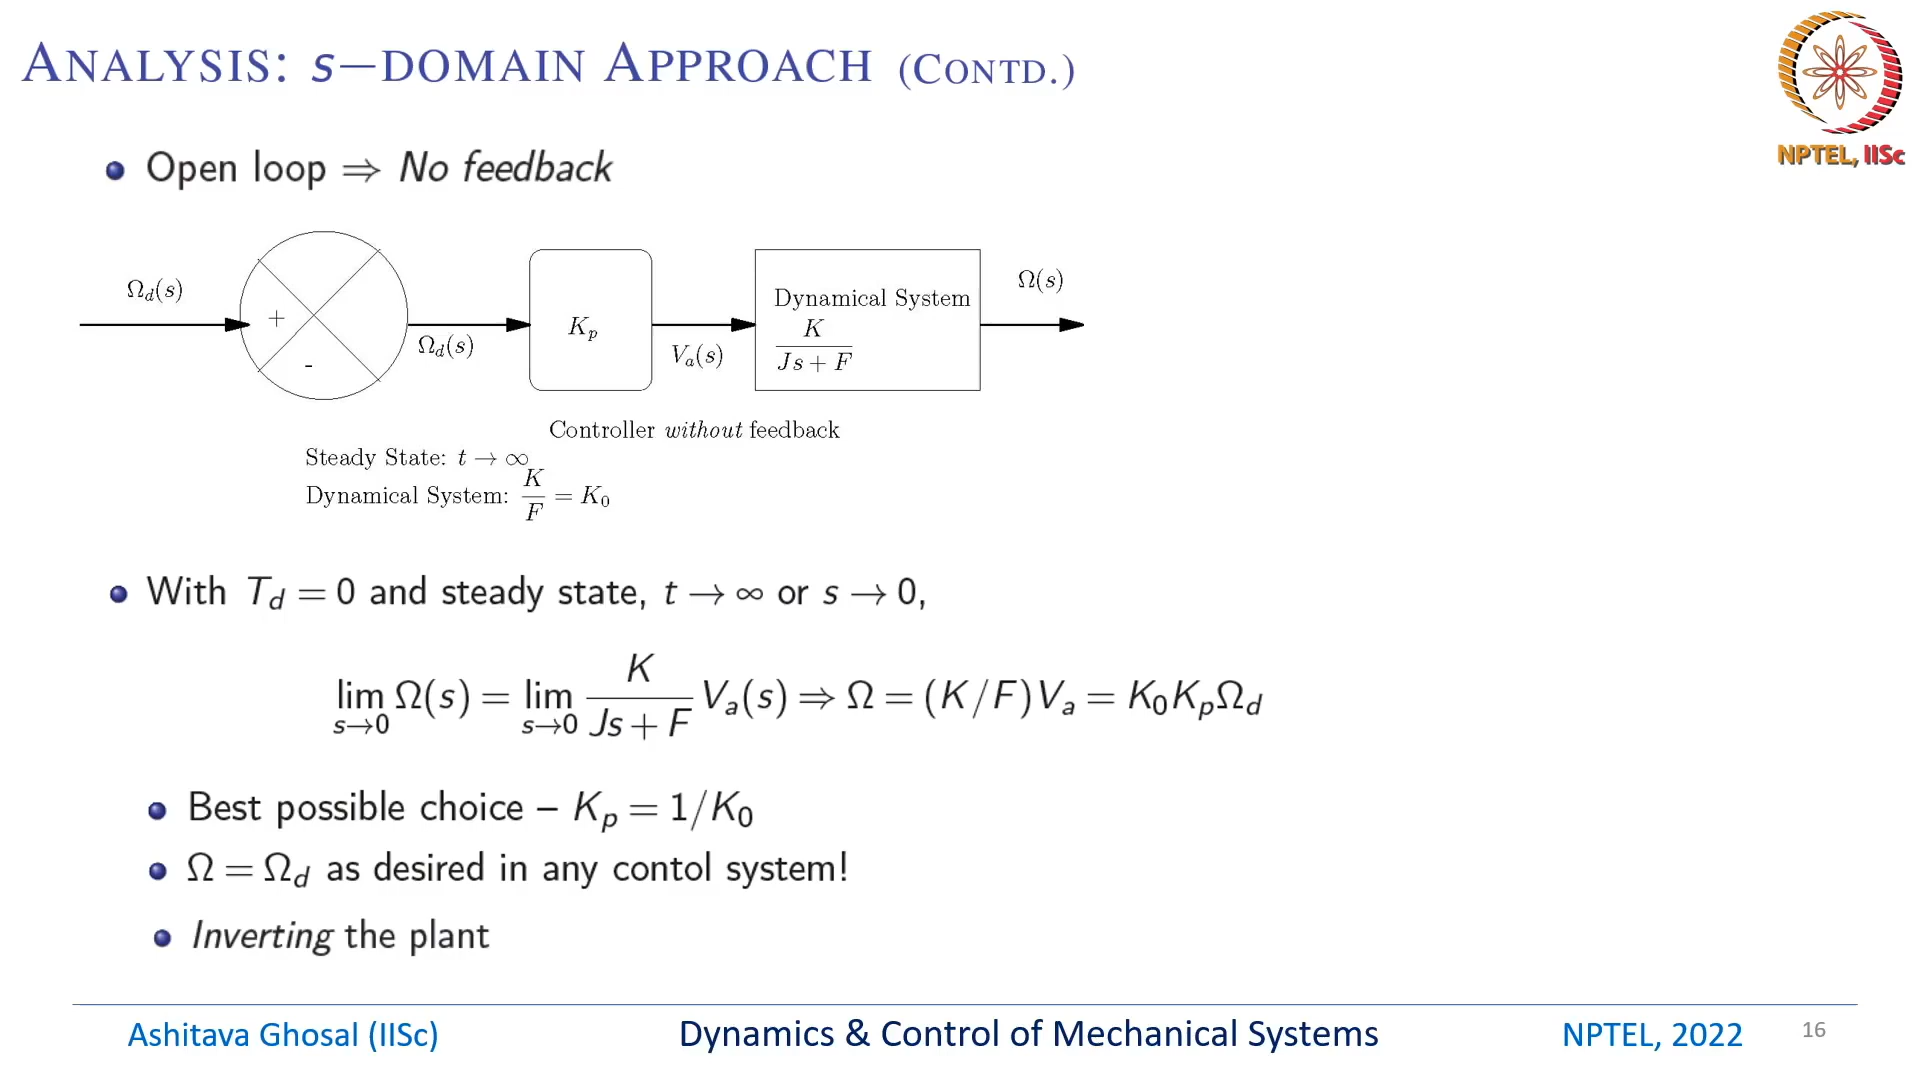 ANALYSIS: s−DOMAIN APPROACH (CONTD.)
NPTEL, IISc
Open loop ⇒ No feedback
Ω_d(s)
+
-
Ω_d(s)
K_p
V_a(s)
Dynamical System
K
Js + F
Ω(s)
Controller without feedback
Steady State: t → ∞
Dynamical System: K/F = K_0
With T_d = 0 and steady state, t → ∞ or s → 0,
lim_{s→0} Ω(s) = lim_{s→0} K/(Js + F) V_a(s) ⇒ Ω = (K/F)V_a = K_0K_pΩ_d
Best possible choice – K_p = 1/K_0
Ω = Ω_d as desired in any contol system!
Inverting the plant
Ashitava Ghosal (IISc)
Dynamics & Control of Mechanical Systems
NPTEL, 2022
16